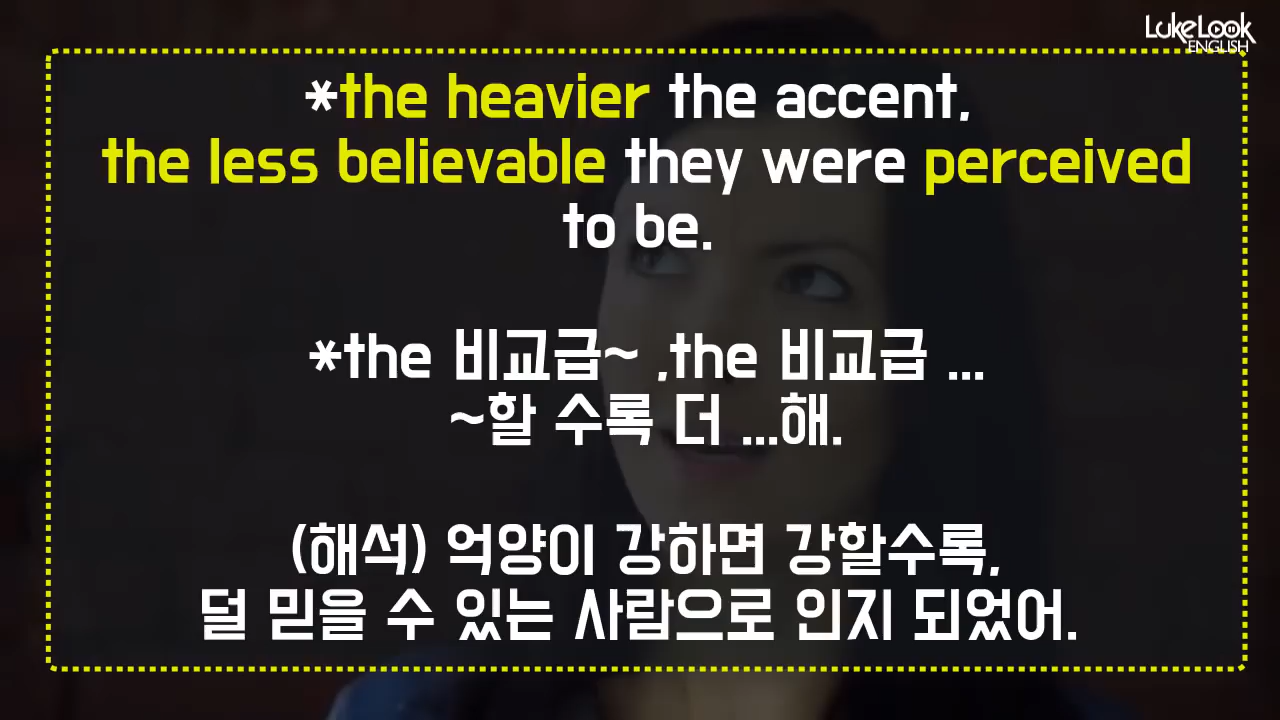 LukeLook
ENGLISH
*the heavier the accent,
the less believable they were perceived
to be.
*the 비교급~ ,the 비교급 ...
~할 수록 더 ...해.
(해석) 억양이 강하면 강할수록,
덜 믿을 수 있는 사람으로 인지 되었어.